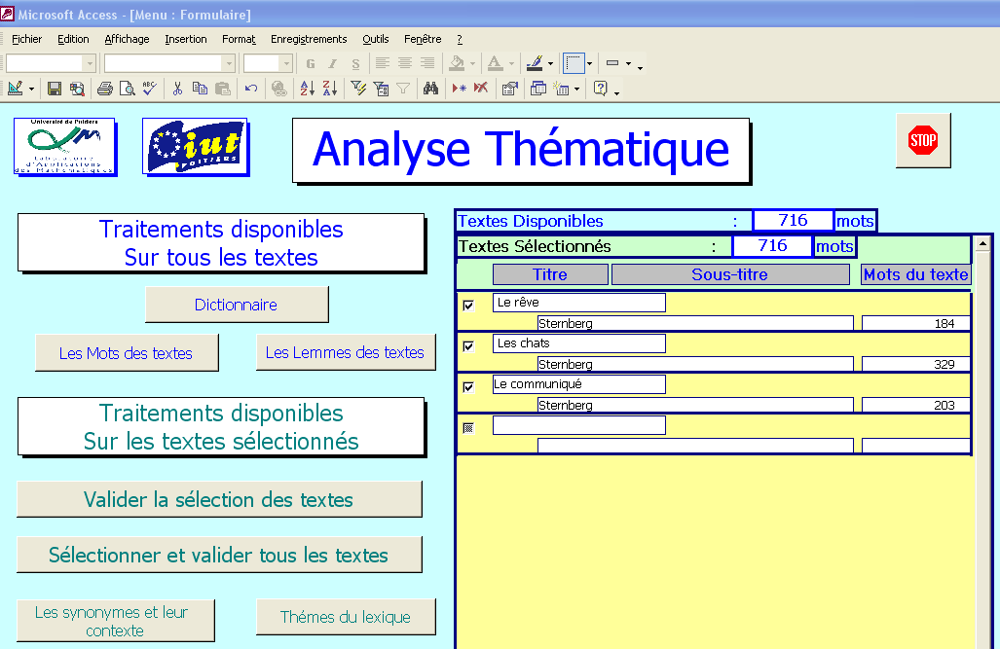 Microsoft Access - [Menu : Formulaire]
Fichier Edition Affichage Insertion Format Enregistrements Outils Fenêtre ?
G I S
Université de Poitiers
Laboratoire
d'Applications
des Mathématiques
iut
POITIERS
Analyse Thématique
STOP
Traitements disponibles
Sur tous les textes
Dictionnaire
Les Mots des textes
Les Lemmes des textes
Traitements disponibles
Sur les textes sélectionnés
Valider la sélection des textes
Sélectionner et valider tous les textes
Les synonymes et leur
contexte
Thémes du lexique
Textes Disponibles : 716 mots
Textes Sélectionnés : 716 mots
Titre Sous-titre Mots du texte
Le rêve
Sternberg 184
Les chats
Sternberg 329
Le communiqué
Sternberg 203